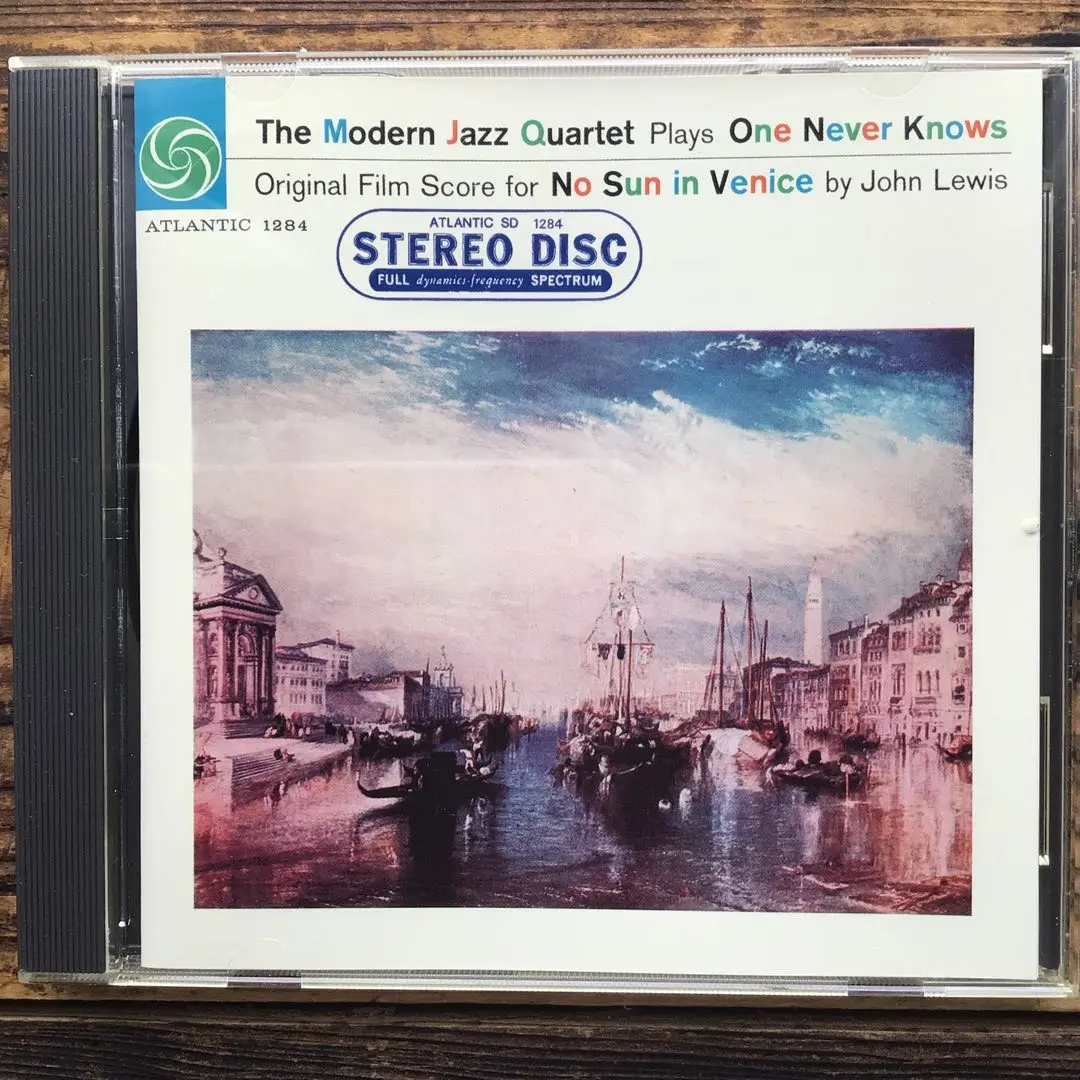 The Modern Jazz Quartet Plays One Never Knows
Original Film Score for No Sun in Venice by John Lewis
ATLANTIC 1284
ATLANTIC SD 1284
STEREO DISC
FULL dynamics-frequency SPECTRUM